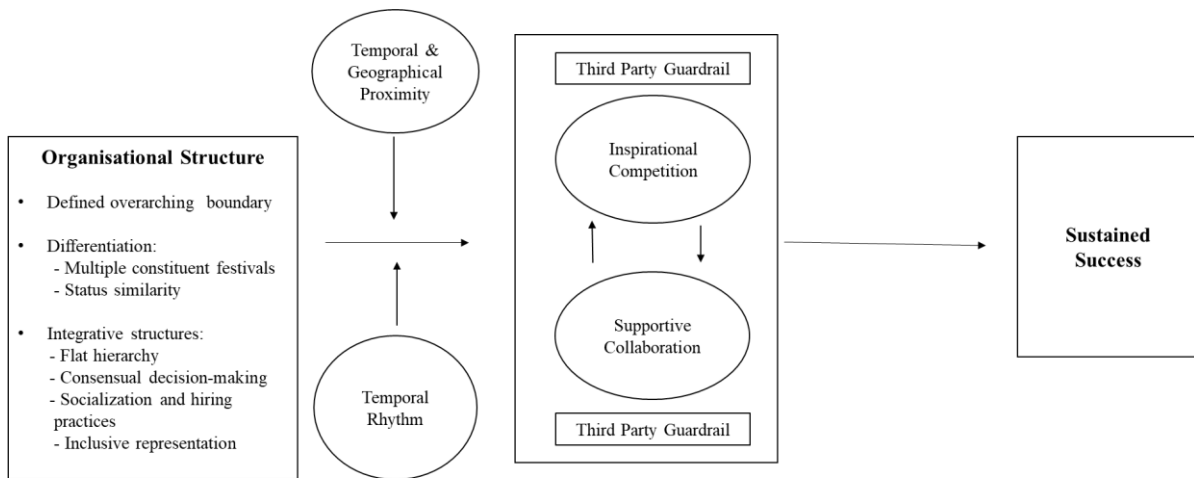 Organisational Structure
• Defined overarching boundary
• Differentiation:
- Multiple constituent festivals
- Status similarity
• Integrative structures:
- Flat hierarchy
- Consensual decision-making
- Socialization and hiring
practices
- Inclusive representation
Temporal &
Geographical
Proximity
Temporal
Rhythm
Third Party Guardrail
Inspirational
Competition
Supportive
Collaboration
Third Party Guardrail
Sustained
Success